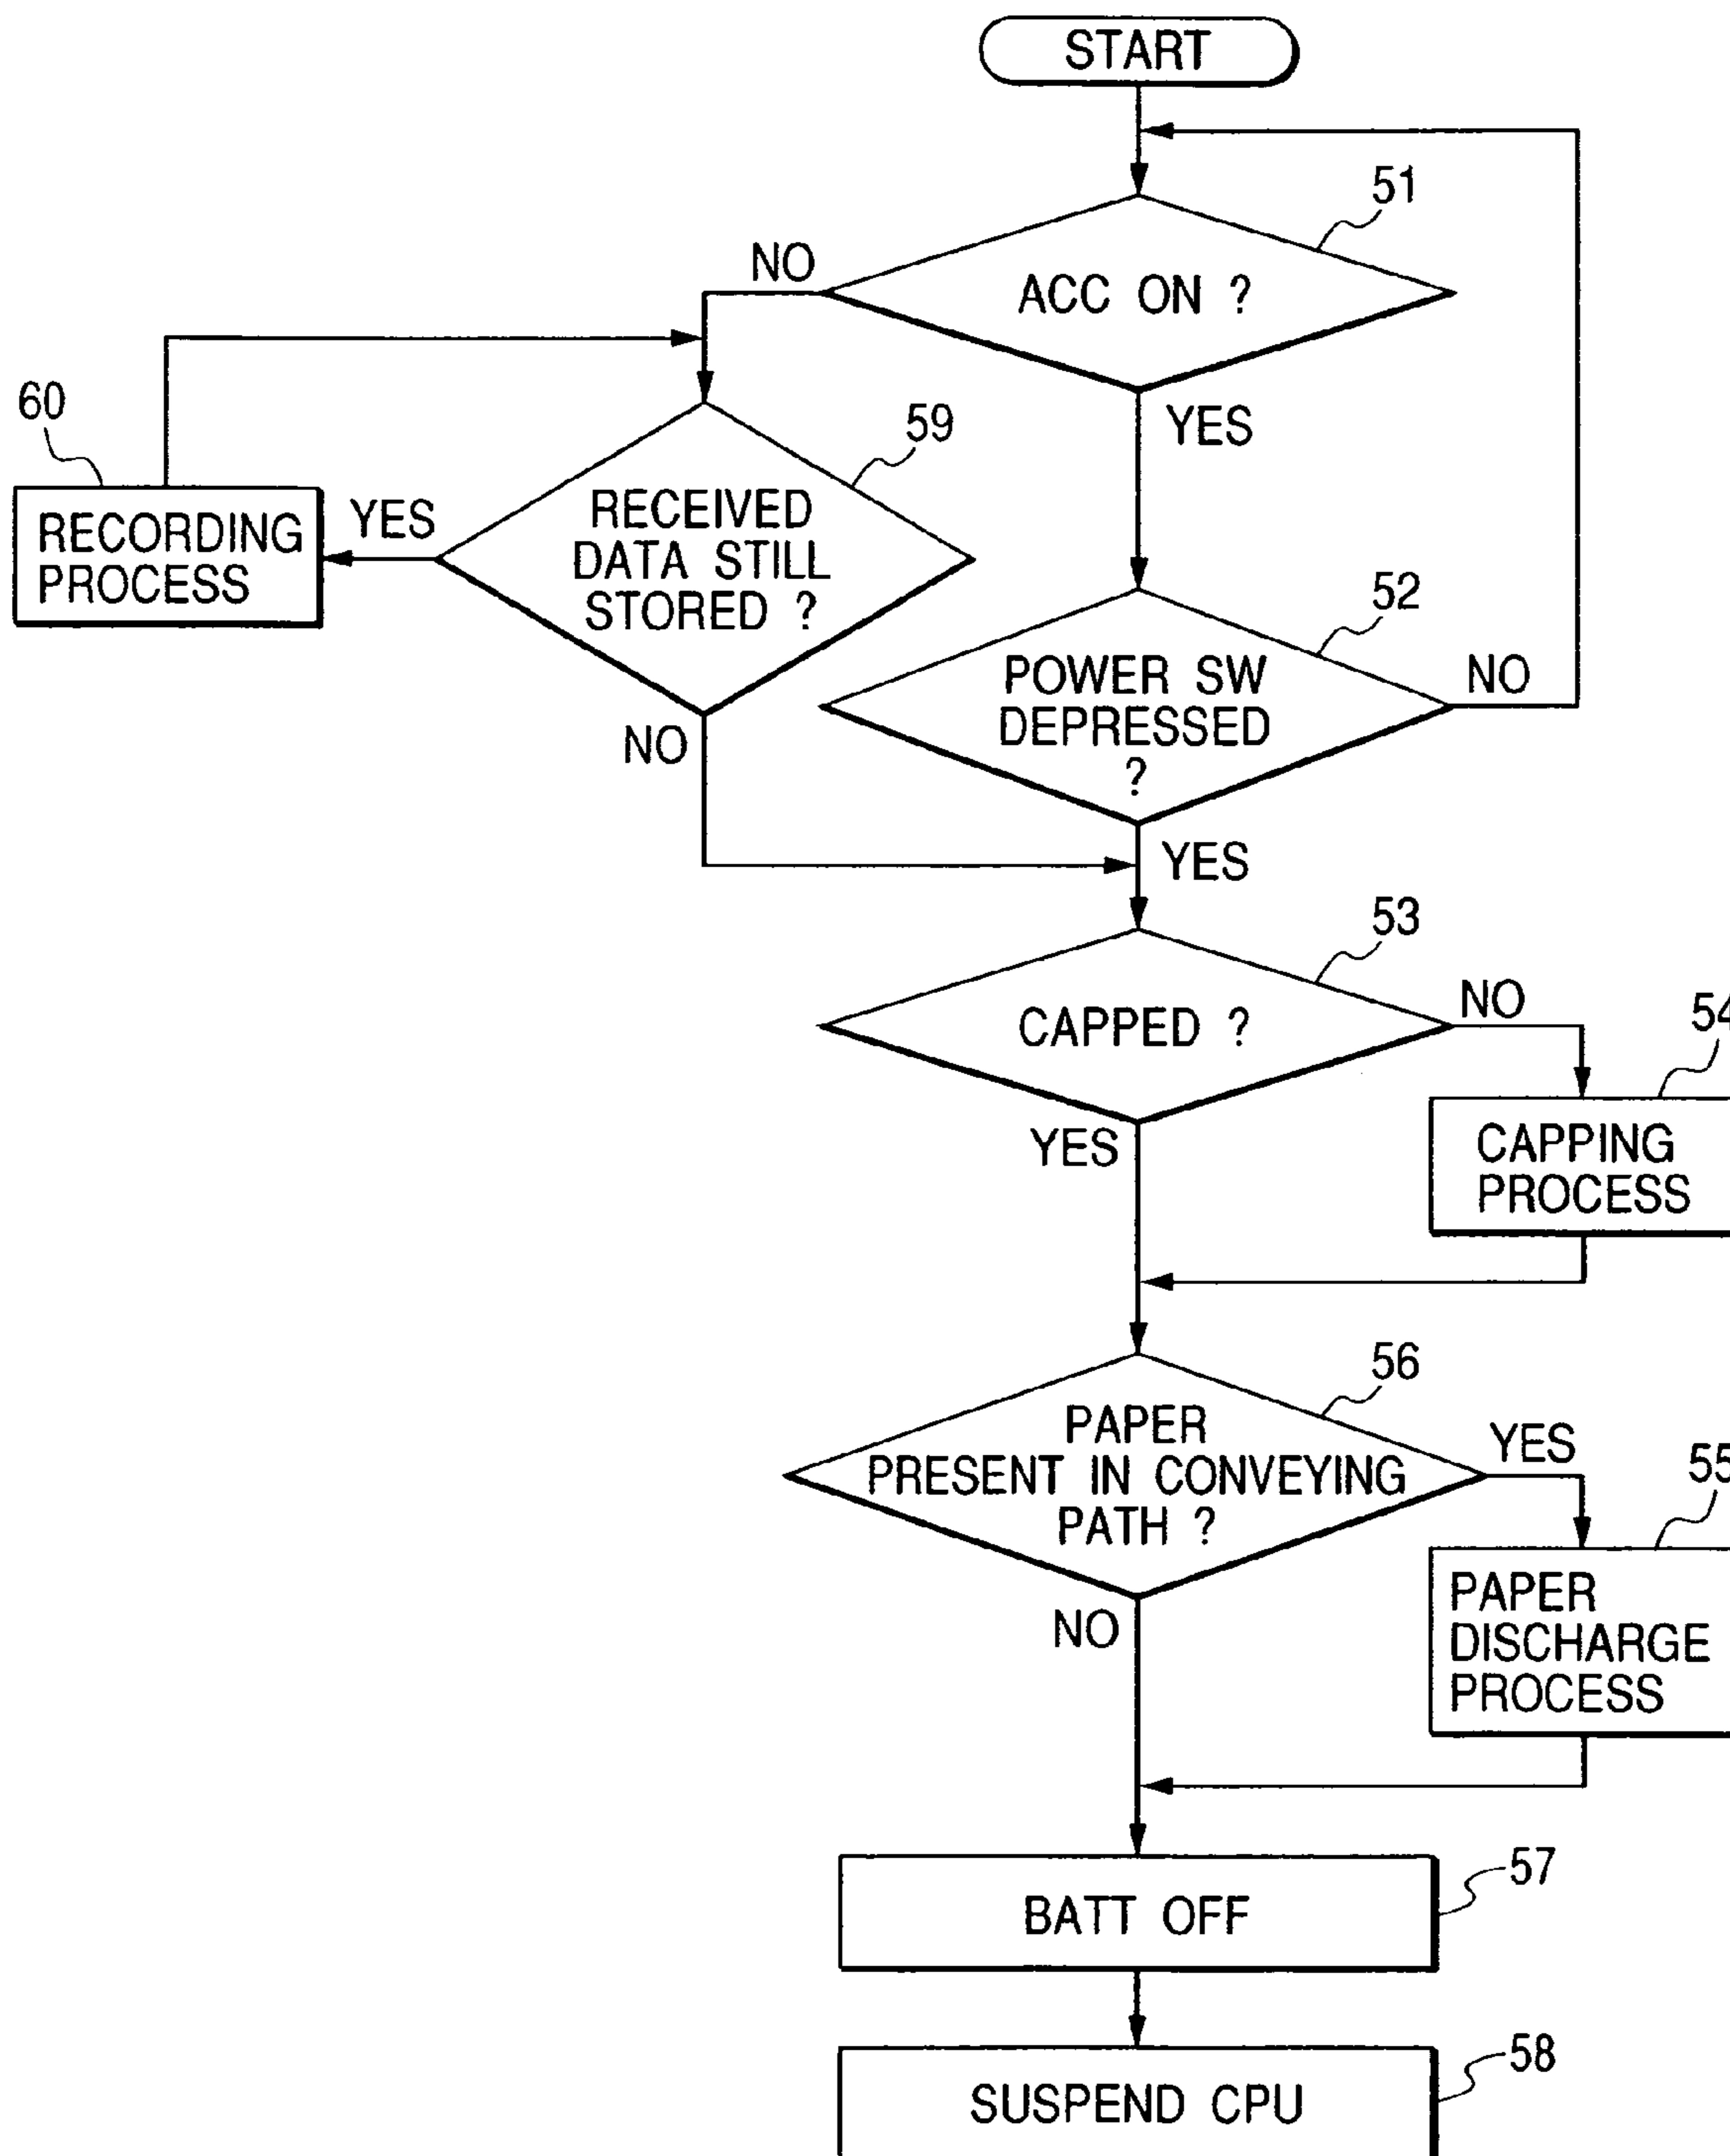 START
51
ACC ON ?
NO
YES
60
59
RECORDING
PROCESS
YES
RECEIVED
DATA STILL
STORED ?
NO
52
POWER SW
DEPRESSED
?
NO
YES
53
CAPPED ?
NO
YES
54
CAPPING
PROCESS
56
PAPER
PRESENT IN CONVEYING
PATH ?
YES
NO
55
PAPER
DISCHARGE
PROCESS
57
BATT OFF
58
SUSPEND CPU